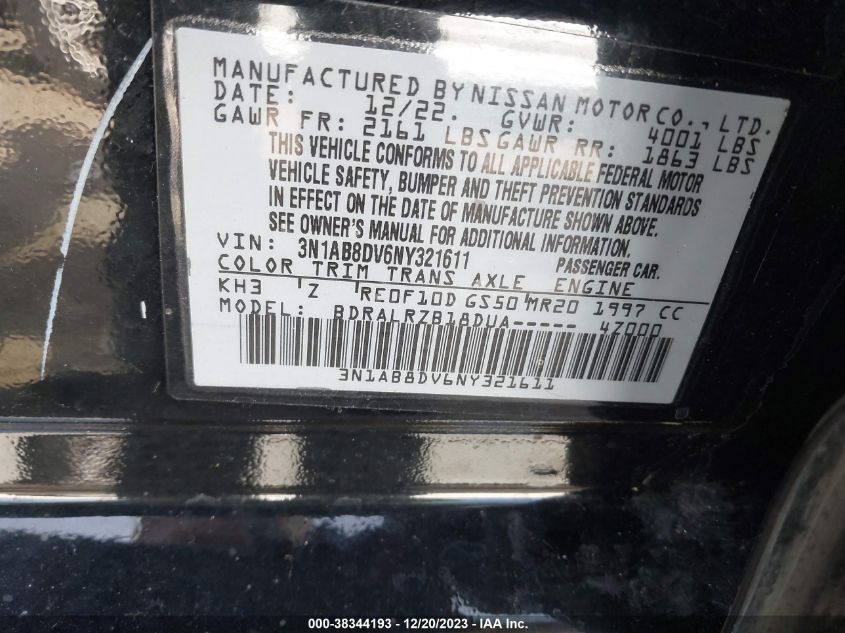 MANUFACTURED BY NISSAN MOTOR CO., LTD.
DATE: 12/22. GVWR: 4001 LBS
GAWR FR: 2161 LBS GAWR RR: 1863 LBS
THIS VEHICLE CONFORMS TO ALL APPLICABLE FEDERAL MOTOR
VEHICLE SAFETY, BUMPER AND THEFT PREVENTION STANDARDS
IN EFFECT ON THE DATE OF MANUFACTURE SHOWN ABOVE.
SEE OWNER'S MANUAL FOR ADDITIONAL INFORMATION.
VIN: 3N1AB8DV6NY321611 PASSENGER CAR.
COLOR TRIM TRANS AXLE ENGINE
KH3 Z RE0F10D GS50 MR20 1997 CC
MODEL: BDRALRZB18DUA----- 4Z000
3N1AB8DV6NY321611
000-38344193 - 12/20/2023 - IAA Inc.